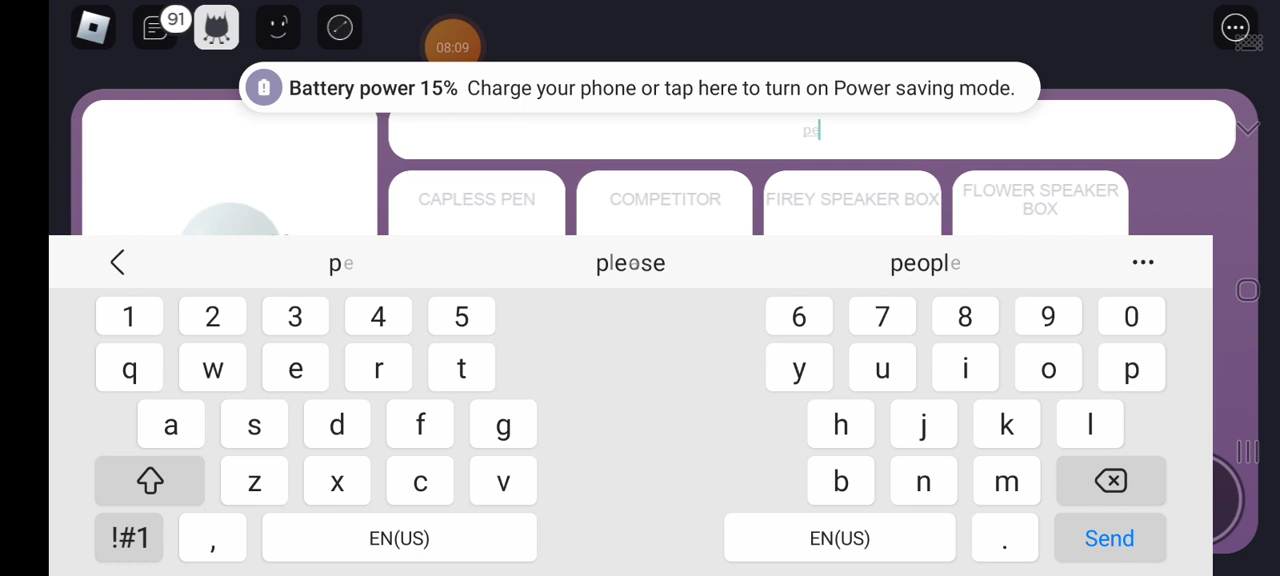 91
08:09
Battery power 15% Charge your phone or tap here to turn on Power saving mode.
pe
CAPLESS PEN
COMPETITOR
FIREY SPEAKER BOX
FLOWER SPEAKER
BOX
pe
please
people
1 2 3 4 5 6 7 8 9 0
q w e r t y u i o p
a s d f g h j k l
z x c v b n m
!#1 , EN(US) EN(US) . Send